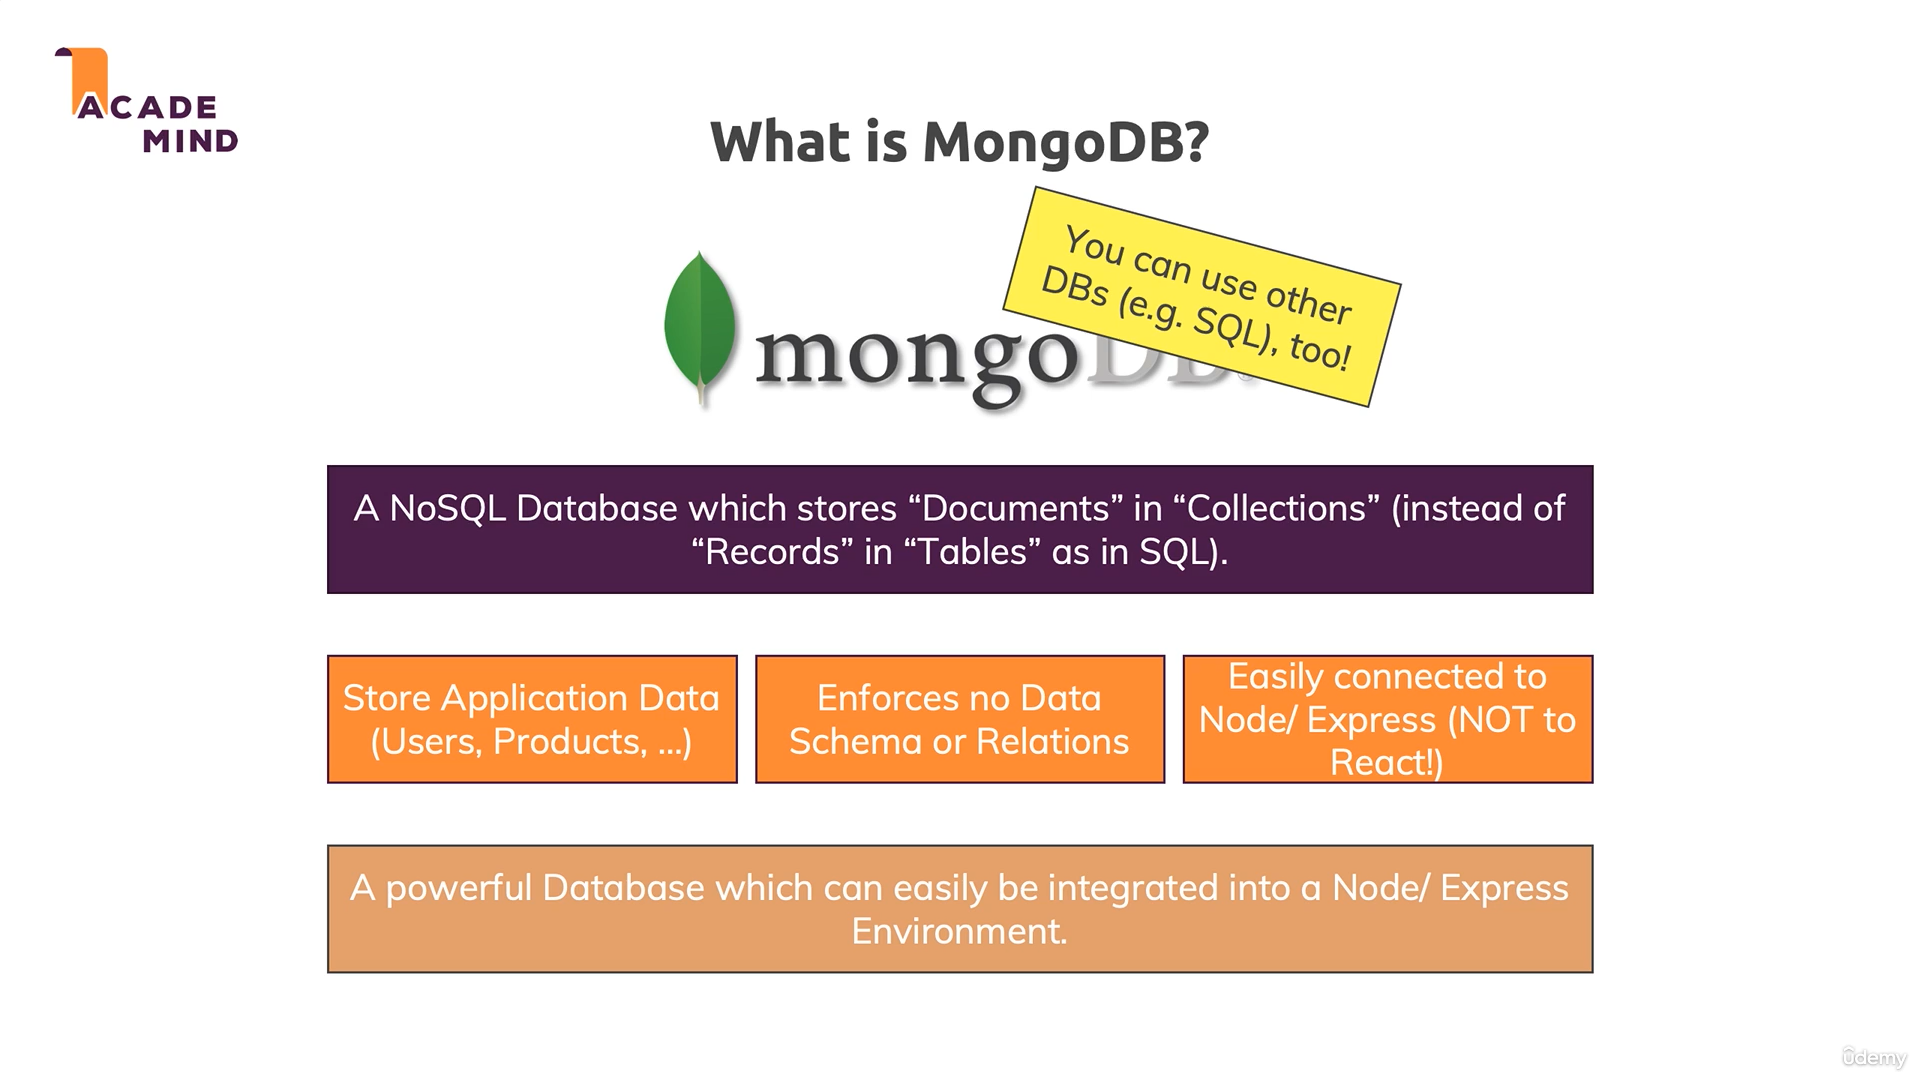 ACADE
MIND
What is MongoDB?
You can use other
DBs (e.g. SQL), too!
mongoDB
A NoSQL Database which stores “Documents” in “Collections” (instead of
“Records” in “Tables” as in SQL).
Store Application Data
(Users, Products, ...)
Enforces no Data
Schema or Relations
Easily connected to
Node/ Express (NOT to
React!)
A powerful Database which can easily be integrated into a Node/ Express
Environment.
ûdemy